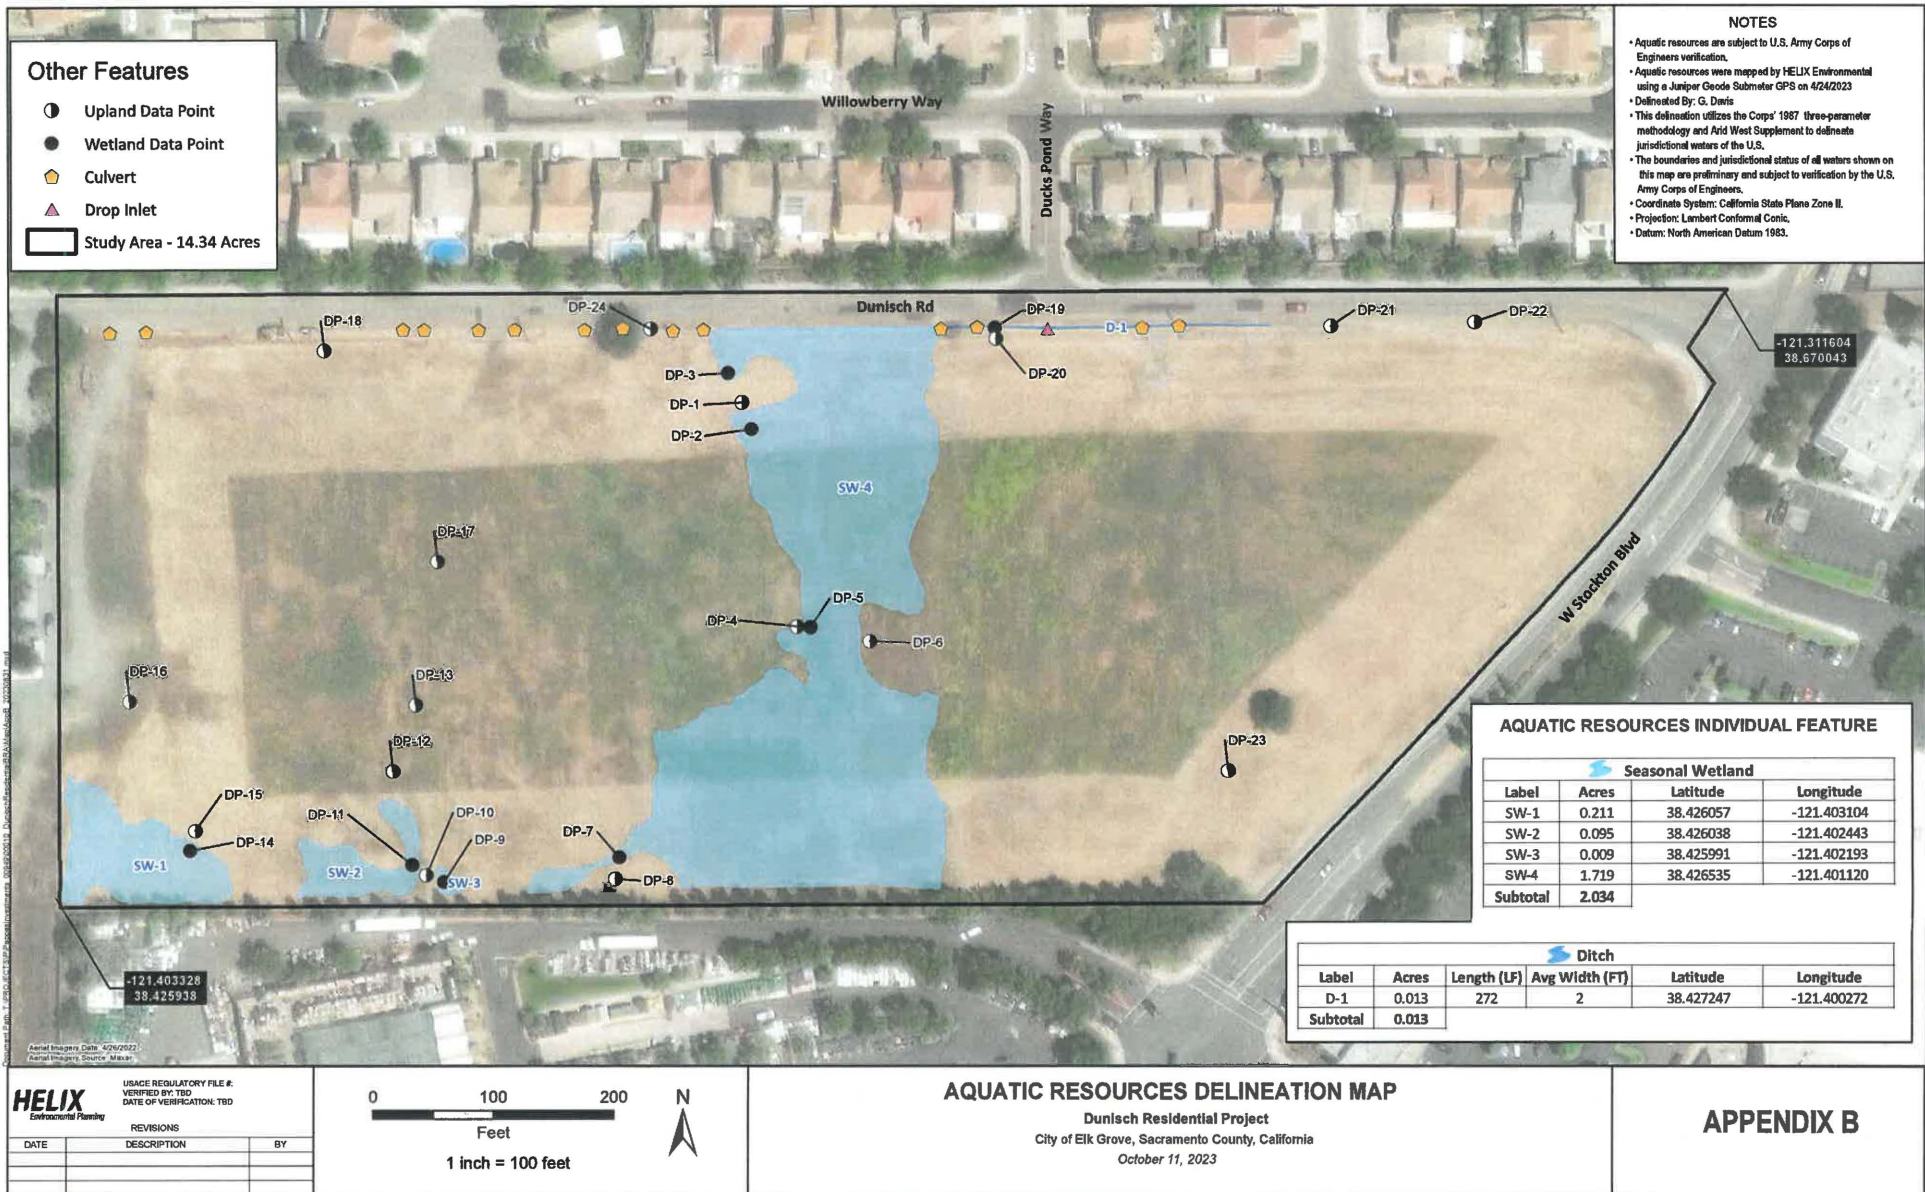 Other Features
Upland Data Point
Wetland Data Point
Culvert
Drop Inlet
Study Area - 14.34 Acres
Willowberry Way
Ducks Pond Way
NOTES
• Aquatic resources are subject to U.S. Army Corps of
Engineers verification.
• Aquatic resources were mapped by HELIX Environmental
using a Juniper Geode Submeter GPS on 4/24/2023
• Delineated By: G. Davis
• This delineation utilizes the Corps' 1987 three-parameter
methodology and Arid West Supplement to delineate
jurisdictional waters of the U.S.
• The boundaries and jurisdictional status of all waters shown on
this map are preliminary and subject to verification by the U.S.
Army Corps of Engineers.
• Coordinate System: California State Plane Zone II.
• Projection: Lambert Conformal Conic.
• Datum: North American Datum 1983.
Dunisch Rd
DP-24
DP-18
DP-19
D-1
DP-21
DP-22
DP-20
-121.311604
38.670043
DP-3
DP-1
DP-2
SW-4
DP-17
DP-5
DP-4
DP-6
W Stockton Blvd
DP-16
DP-13
DP-12
DP-23
DP-15
DP-11
DP-10
DP-9
DP-14
DP-7
DP-8
SW-1
SW-2
SW-3
-121.403328
38.425938
AQUATIC RESOURCES INDIVIDUAL FEATURE
Seasonal Wetland
Label Acres Latitude Longitude
SW-1 0.211 38.426057 -121.403104
SW-2 0.095 38.426038 -121.402443
SW-3 0.009 38.425991 -121.402193
SW-4 1.719 38.426535 -121.401120
Subtotal 2.034
Ditch
Label Acres Length (LF) Avg Width (FT) Latitude Longitude
D-1 0.013 272 2 38.427247 -121.400272
Subtotal 0.013
Aerial Imagery Date: 4/26/2022
Aerial Imagery Source: Maxar
HELIX
Environmental Planning
USACE REGULATORY FILE #:
VERIFIED BY: TBD
DATE OF VERIFICATION: TBD
REVISIONS
DATE DESCRIPTION BY
0 100 200
Feet
1 inch = 100 feet
N
AQUATIC RESOURCES DELINEATION MAP
Dunisch Residential Project
City of Elk Grove, Sacramento County, California
October 11, 2023
APPENDIX B